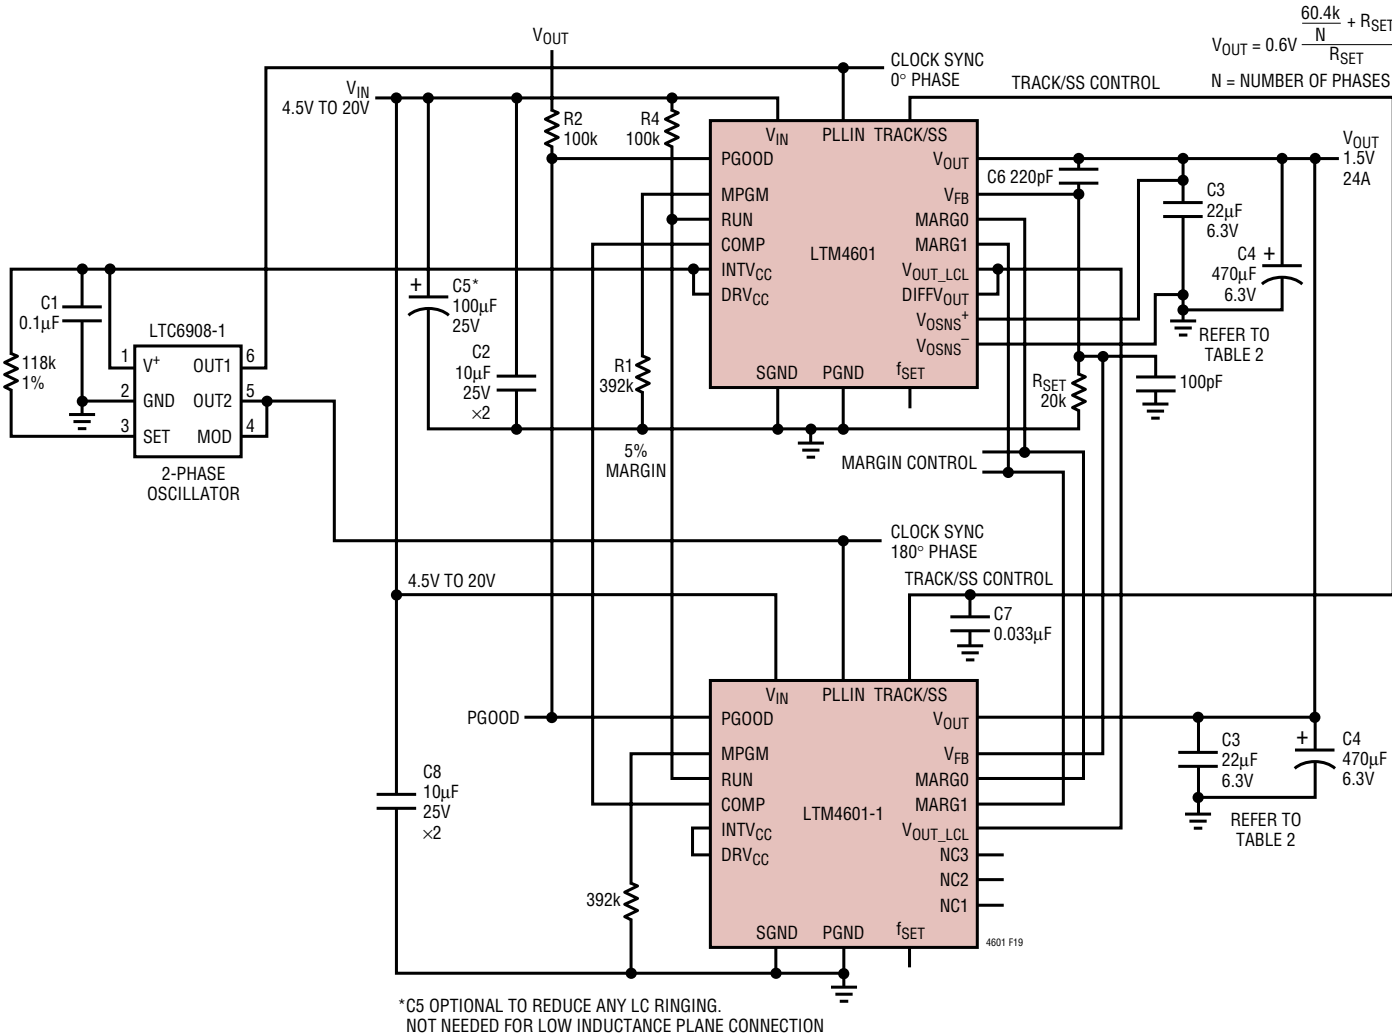 V_OUT = 0.6V (60.4k/N + R_SET)/R_SET
N = NUMBER OF PHASES
V_OUT
CLOCK SYNC
0° PHASE
TRACK/SS CONTROL
V_IN
4.5V TO 20V
R2
100k
R4
100k
V_IN
PLLIN
TRACK/SS
PGOOD
MPGM
RUN
COMP
INTV_CC
DRV_CC
LTM4601
V_OUT
V_FB
MARG0
MARG1
V_OUT_LCL
DIFFV_OUT
V_OSNS+
V_OSNS−
SGND
PGND
f_SET
C6 220pF
C3
22µF
6.3V
C4
+
470µF
6.3V
V_OUT
1.5V
24A
REFER TO
TABLE 2
R_SET
20k
100pF
C1
0.1µF
118k
1%
LTC6908-1
1
V+
OUT1
6
2
GND
OUT2
5
3
SET
MOD
4
2-PHASE
OSCILLATOR
+
C5*
100µF
25V
C2
10µF
25V
×2
R1
392k
5%
MARGIN
MARGIN CONTROL
CLOCK SYNC
180° PHASE
4.5V TO 20V
TRACK/SS CONTROL
C7
0.033µF
V_IN
PLLIN
TRACK/SS
PGOOD
PGOOD
MPGM
RUN
COMP
INTV_CC
DRV_CC
LTM4601-1
V_OUT
V_FB
MARG0
MARG1
V_OUT_LCL
NC3
NC2
NC1
SGND
PGND
f_SET
C3
22µF
6.3V
+
C4
470µF
6.3V
REFER TO
TABLE 2
C8
10µF
25V
×2
392k
4601 F19
*C5 OPTIONAL TO REDUCE ANY LC RINGING.
NOT NEEDED FOR LOW INDUCTANCE PLANE CONNECTION